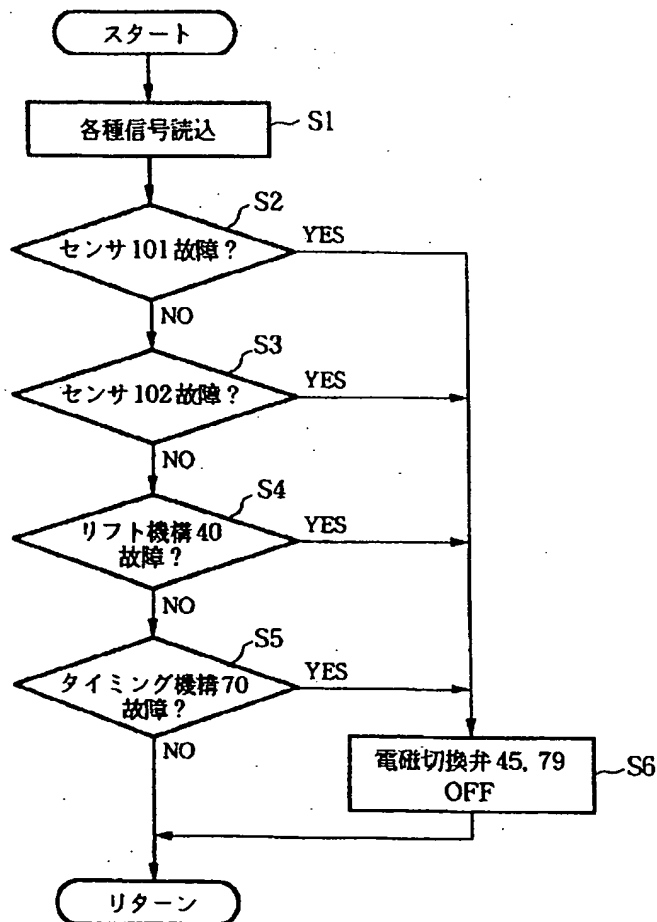 スタート
各種信号読込
S1
S2
センサ101故障?
YES
NO
S3
センサ102故障?
YES
NO
S4
リフト機構40
故障?
YES
NO
S5
タイミング機構70
故障?
YES
NO
電磁切換弁45, 79
OFF
S6
リターン